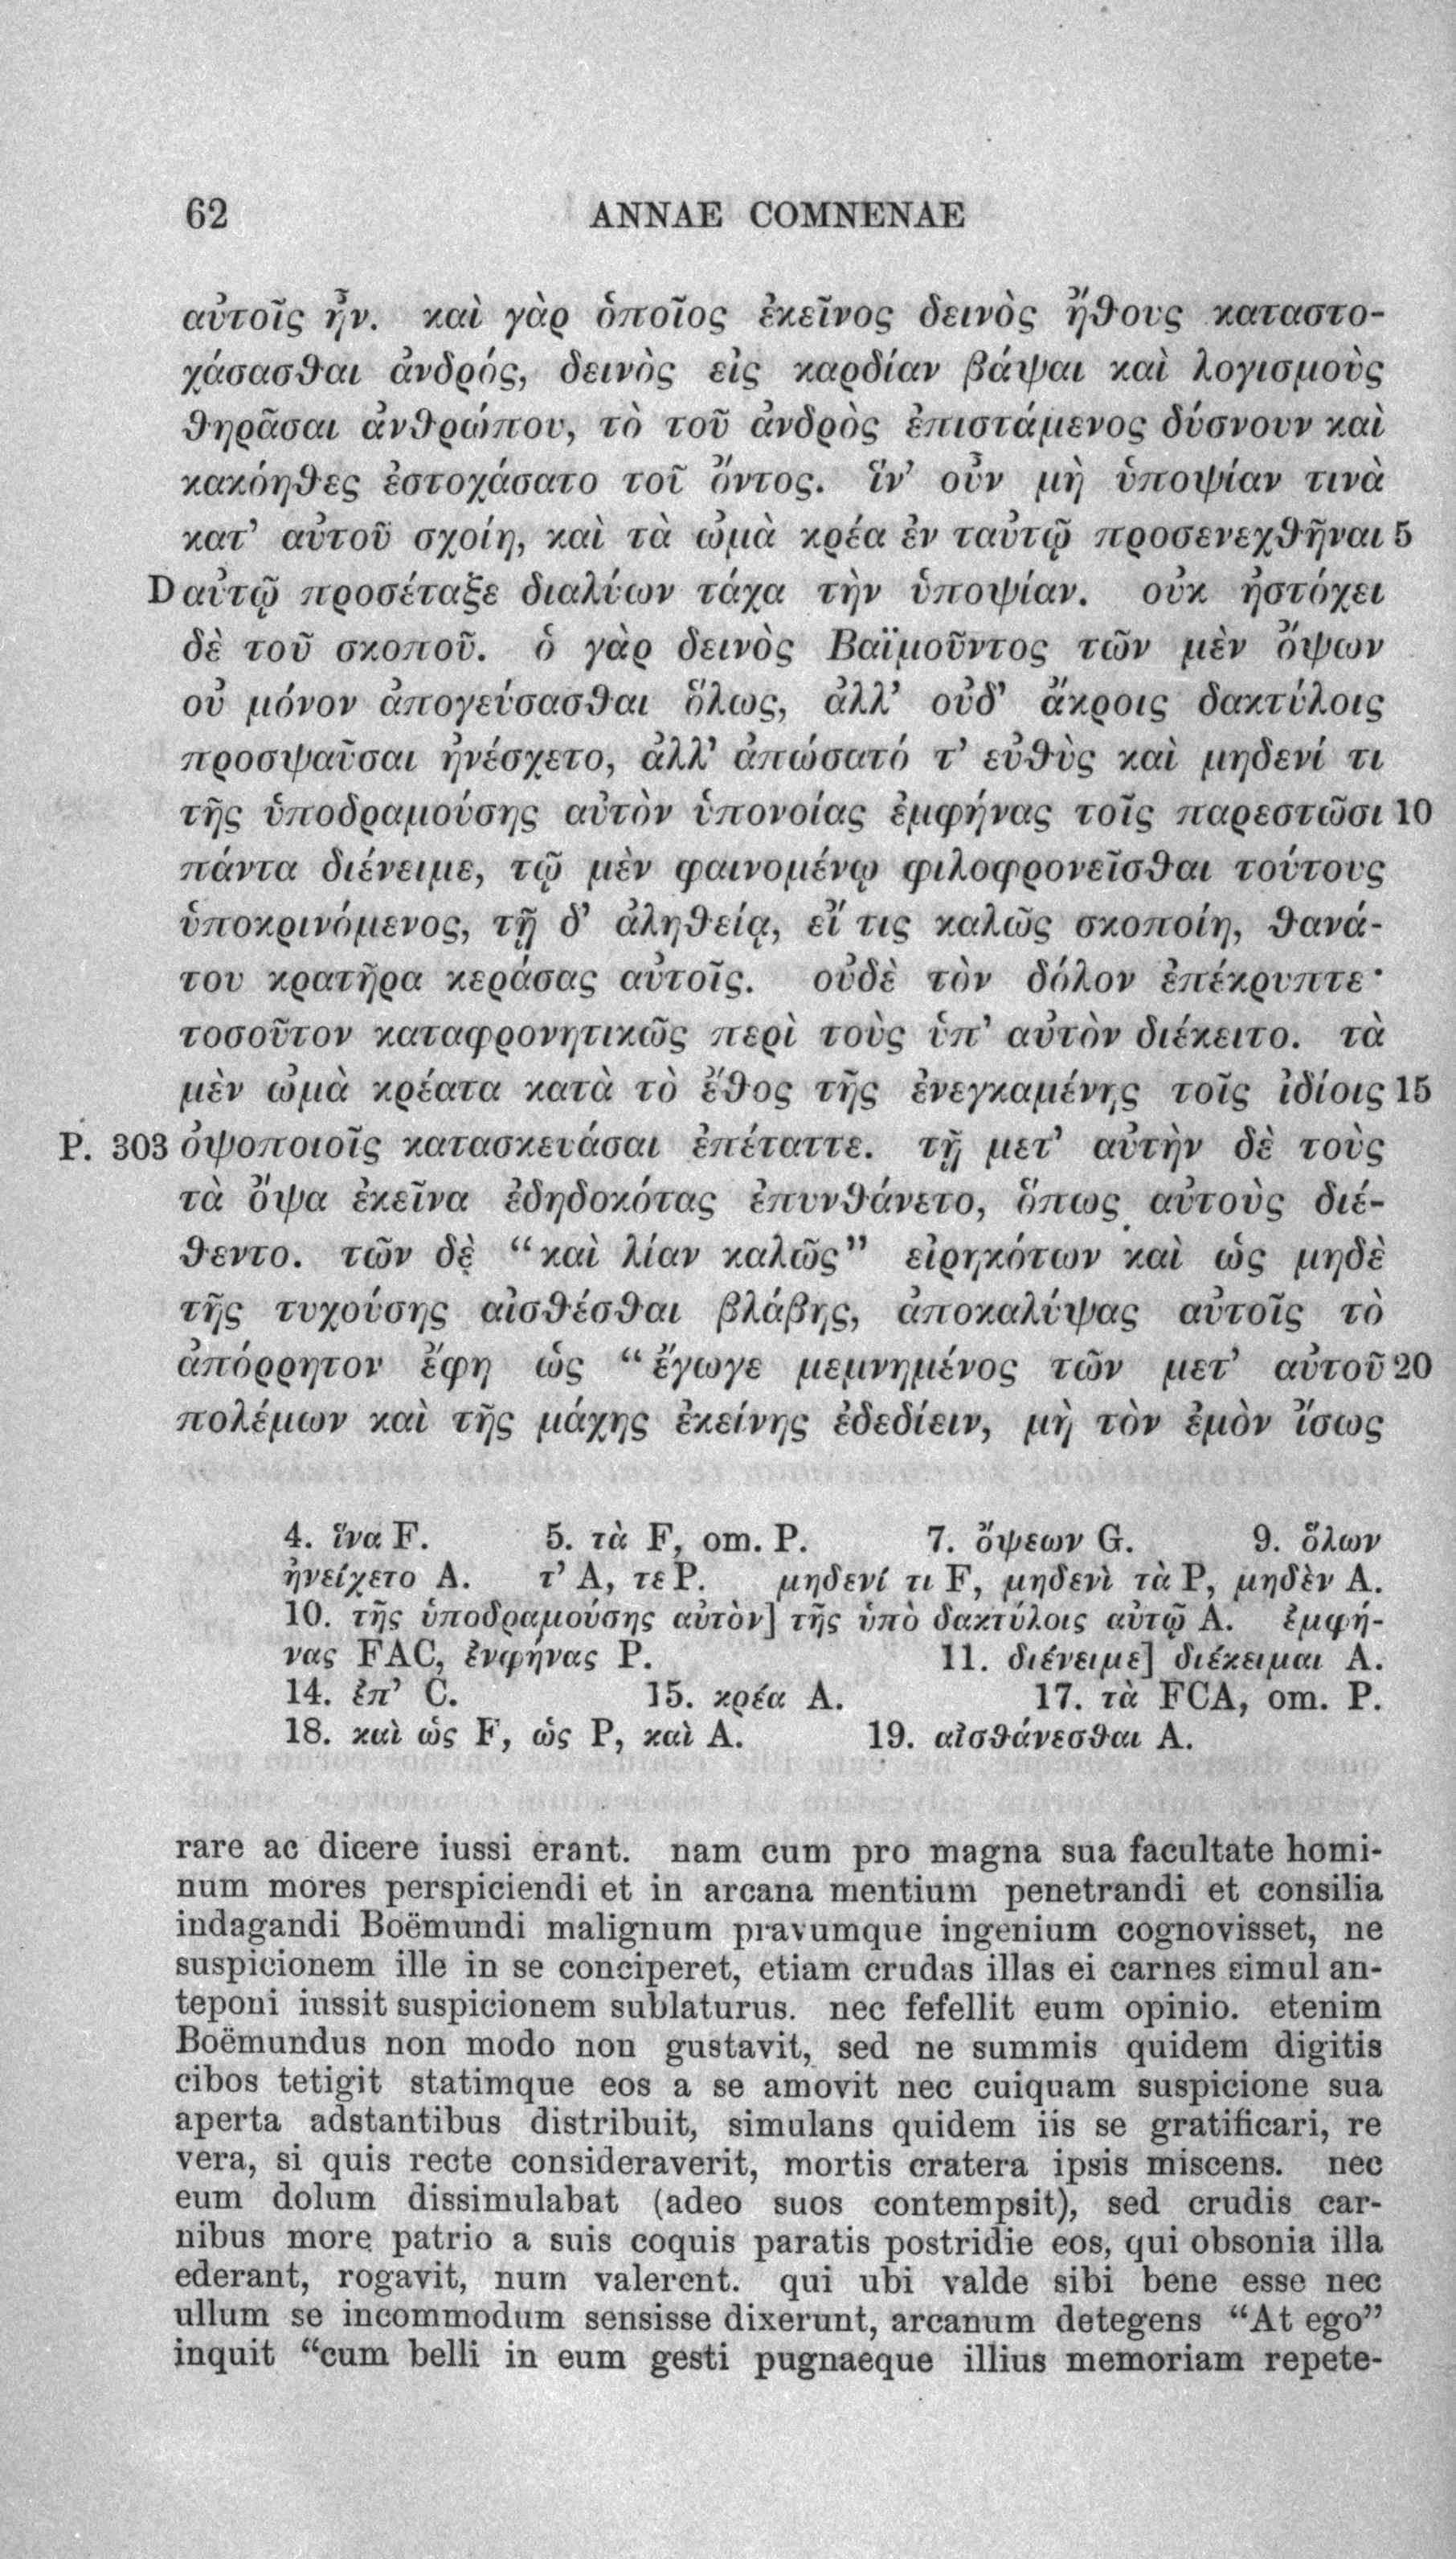 62 ANNAE COMNENAE
αὐτοῖς ἦν. καὶ γὰρ ὁποῖος ἐκεῖνος δεινὸς ἤθους καταστο-
χάσασθαι ἀνδρός, δεινὸς εἰς καρδίαν βάψαι καὶ λογισμοὺς
θηρᾶσαι ἀνθρώπου, τὸ τοῦ ἀνδρὸς ἐπιστάμενος δύσνουν καὶ
κακόηθες ἐστοχάσατο τοῦ ὄντος. ἵν' οὖν μὴ ὑποψίαν τινὰ
κατ' αὐτοῦ σχοίη, καὶ τὰ ὠμὰ κρέα ἐν ταὐτῷ προσενεχθῆναι 5
D αὐτῷ προσέταξε διαλύων τάχα τὴν ὑποψίαν. οὐκ ἠστόχει
δὲ τοῦ σκοποῦ. ὁ γὰρ δεινὸς Βαϊμοῦντος τῶν μὲν ὄψων
οὐ μόνον ἀπογεύσασθαι ὅλως, ἀλλ' οὐδ' ἄκροις δακτύλοις
προσψαῦσαι ἠνέσχετο, ἀλλ' ἀπώσατό τ' εὐθὺς καὶ μηδενί τι
τῆς ὑποδραμούσης αὐτὸν ὑπονοίας ἐμφήνας τοῖς παρεστῶσι 10
πάντα διένειμε, τῷ μὲν φαινομένῳ φιλοφρονεῖσθαι τούτους
ὑποκρινόμενος, τῇ δ' ἀληθείᾳ, εἴ τις καλῶς σκοποίη, θανά-
του κρατῆρα κεράσας αὐτοῖς. οὐδὲ τὸν δόλον ἐπέκρυπτε·
τοσοῦτον καταφρονητικῶς περὶ τοὺς ὑπ' αὐτὸν διέκειτο. τὰ
μὲν ὠμὰ κρέατα κατὰ τὸ ἔθος τῆς ἐνεγκαμένης τοῖς ἰδίοις 15
P. 303 ὀψοποιοῖς κατασκευάσαι ἐπέταττε. τῇ μετ' αὐτὴν δὲ τοὺς
τὰ ὄψα ἐκεῖνα ἐδηδοκότας ἐπυνθάνετο, ὅπως αὐτοὺς διέ-
θεντο. τῶν δὲ “καὶ λίαν καλῶς” εἰρηκότων καὶ ὡς μηδὲ
τῆς τυχούσης αἰσθέσθαι βλάβης, ἀποκαλύψας αὐτοῖς τὸ
ἀπόρρητον ἔφη ὡς “ἔγωγε μεμνημένος τῶν μετ' αὐτοῦ 20
πολέμων καὶ τῆς μάχης ἐκείνης ἐδεδίειν, μὴ τὸν ἐμὸν ἴσως
4. ἵνα F. 5. τὰ F, om. P. 7. ὄψεων G. 9. ὅλων
ἠνείχετο A. τ' A, τε P. μηδενί τι F, μηδενὶ τὰ P, μηδὲν A.
10. τῆς ὑποδραμούσης αὐτὸν] τῆς ὑπὸ δακτύλοις αὐτῷ A. ἐμφή-
νας FAC, ἐνφήνας P. 11. διένειμε] διέκειμαι A.
14. ἐπ' C. 15. κρέα A. 17. τὰ FCA, om. P.
18. καὶ ὡς F, ὡς P, καὶ A. 19. αἰσθάνεσθαι A.
rare ac dicere iussi erant. nam cum pro magna sua facultate homi-
num mores perspiciendi et in arcana mentium penetrandi et consilia
indagandi Boëmundi malignum pravumque ingenium cognovisset, ne
suspicionem ille in se conciperet, etiam crudas illas ei carnes simul an-
teponi iussit suspicionem sublaturus. nec fefellit eum opinio. etenim
Boëmundus non modo non gustavit, sed ne summis quidem digitis
cibos tetigit statimque eos a se amovit nec cuiquam suspicione sua
aperta adstantibus distribuit, simulans quidem iis se gratificari, re
vera, si quis recte consideraverit, mortis cratera ipsis miscens. nec
eum dolum dissimulabat (adeo suos contempsit), sed crudis car-
nibus more patrio a suis coquis paratis postridie eos, qui obsonia illa
ederant, rogavit, num valerent. qui ubi valde sibi bene esse nec
ullum se incommodum sensisse dixerunt, arcanum detegens “At ego”
inquit “cum belli in eum gesti pugnaeque illius memoriam repete-